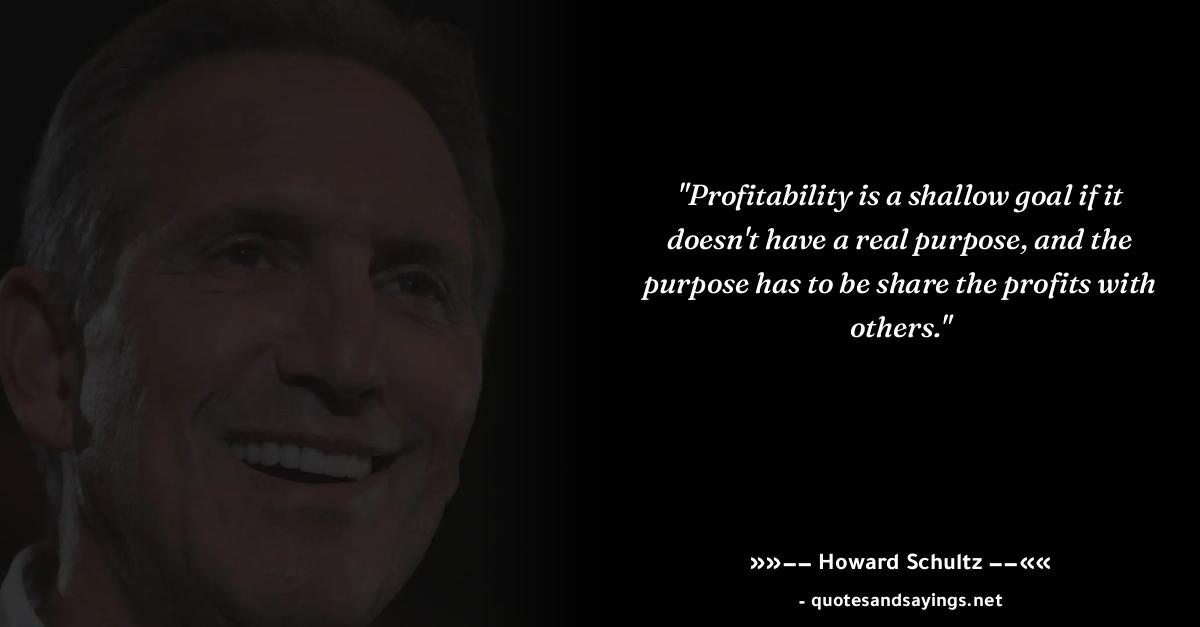 "Profitability is a shallow goal if it
doesn't have a real purpose, and the
purpose has to be share the profits with
others."
»»–– Howard Schultz ––««
- quotesandsayings.net